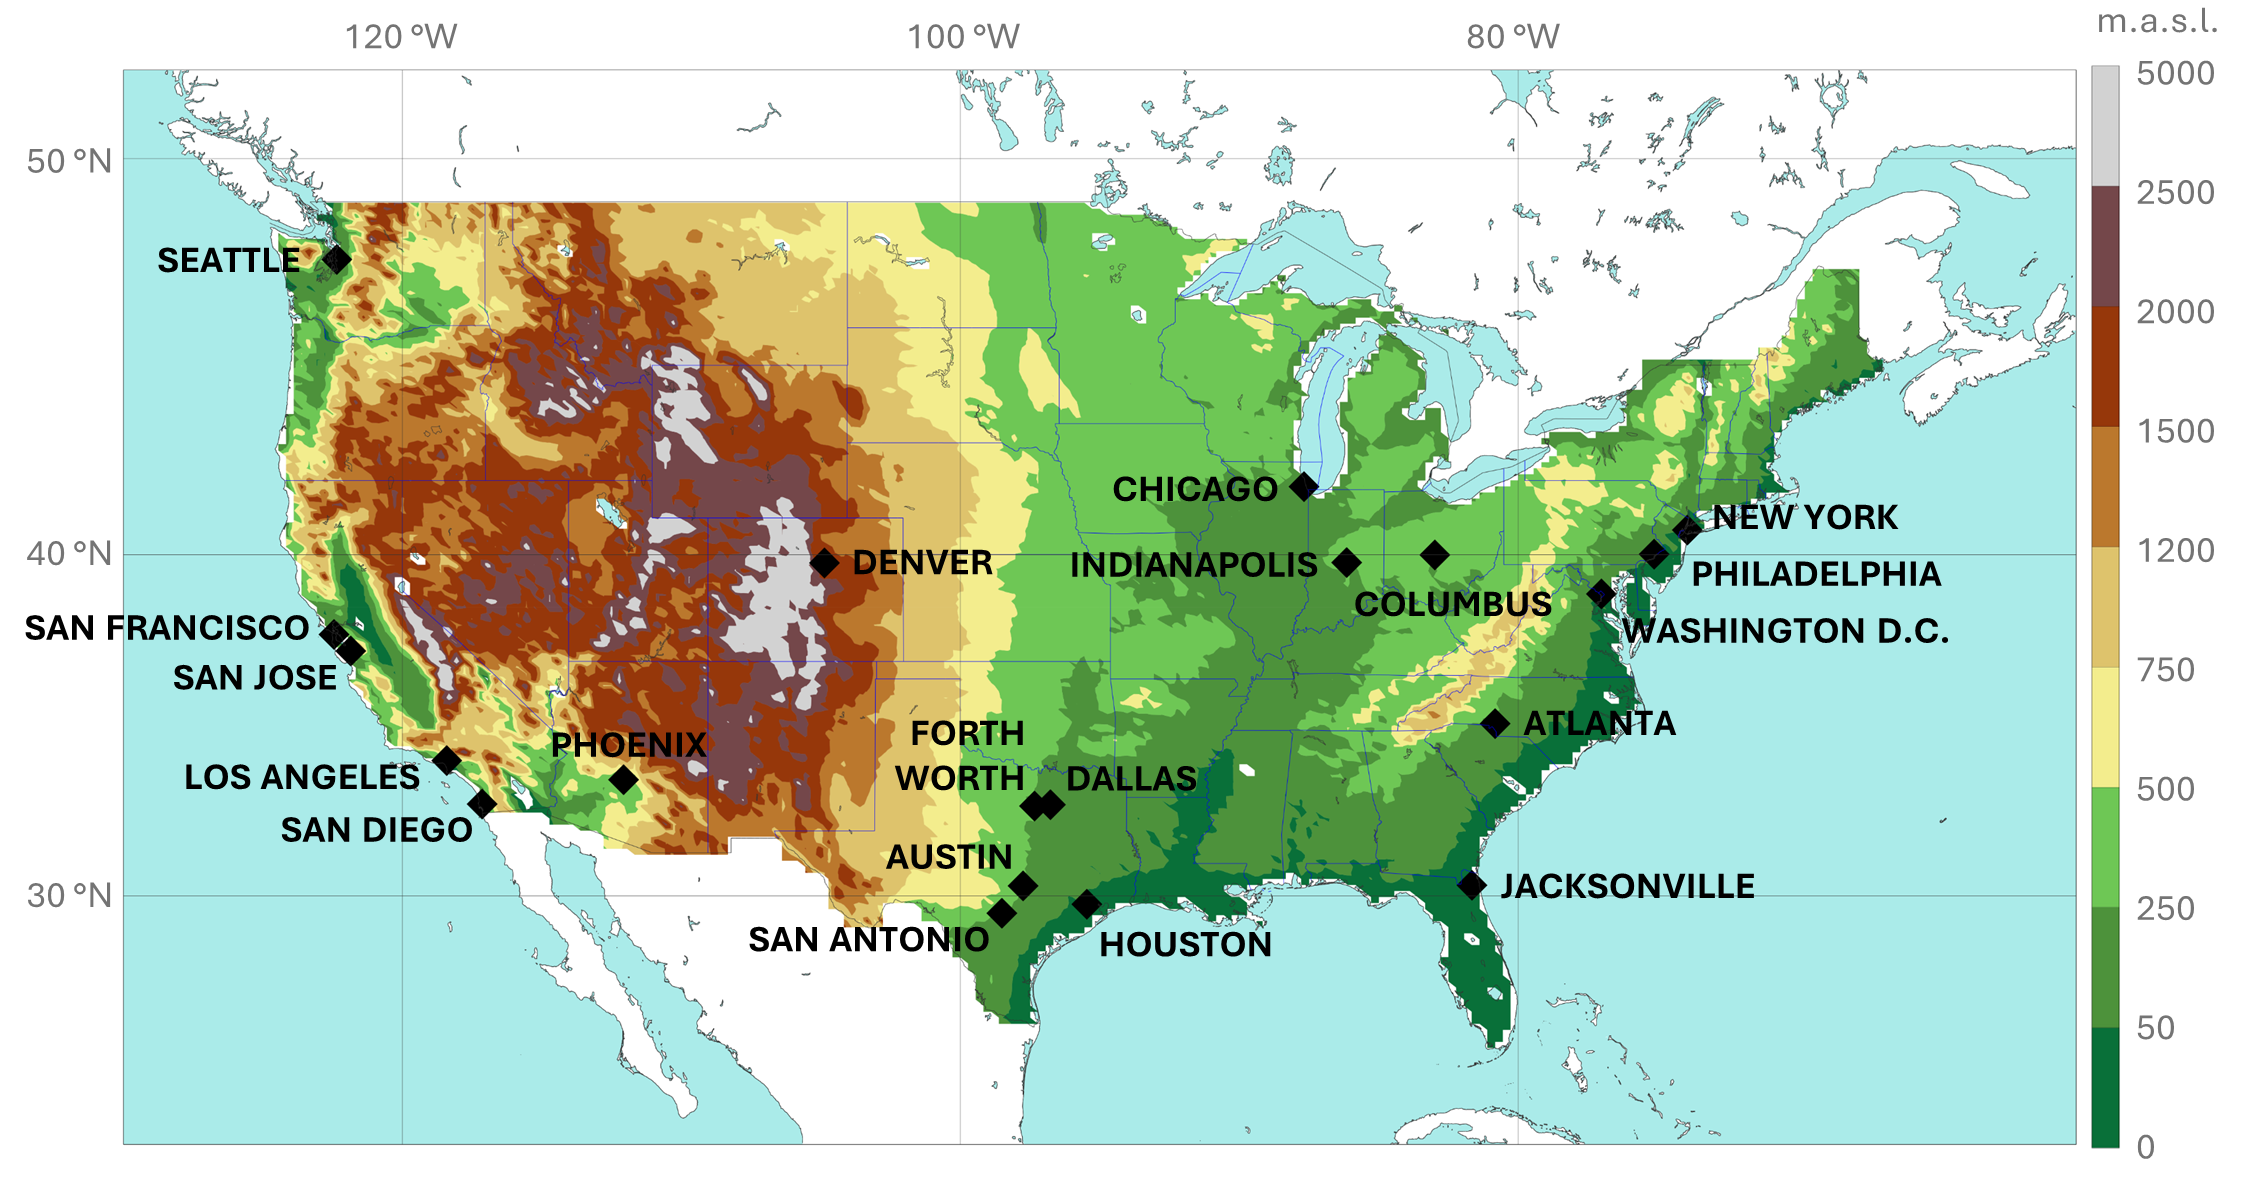 m.a.s.l.
120 °W
100 °W
80 °W
5000
50 °N
2500
SEATTLE
2000
1500
CHICAGO
NEW YORK
40 °N
1200
DENVER
INDIANAPOLIS
PHILADELPHIA
COLUMBUS
SAN FRANCISCO
WASHINGTON D.C.
SAN JOSE
750
ATLANTA
FORTH
WORTH
PHOENIX
LOS ANGELES
DALLAS
500
SAN DIEGO
AUSTIN
30 °N
JACKSONVILLE
250
SAN ANTONIO
HOUSTON
50
0